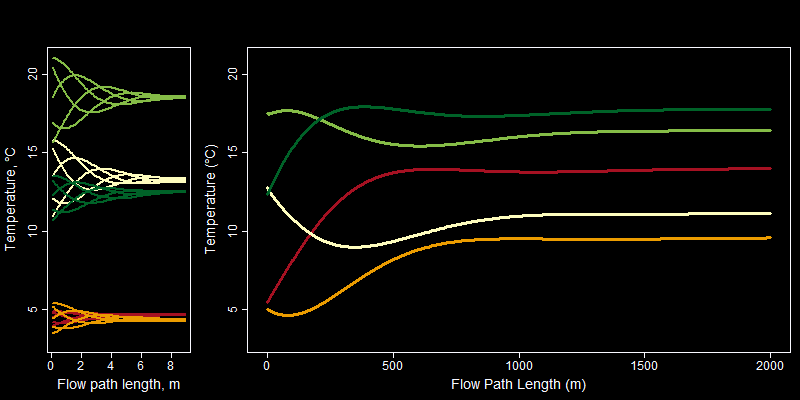 Temperature, °C
20
15
10
5
0 2 4 6 8
Flow path length, m
Temperature (°C)
20
15
10
5
0 500 1000 1500 2000
Flow Path Length (m)